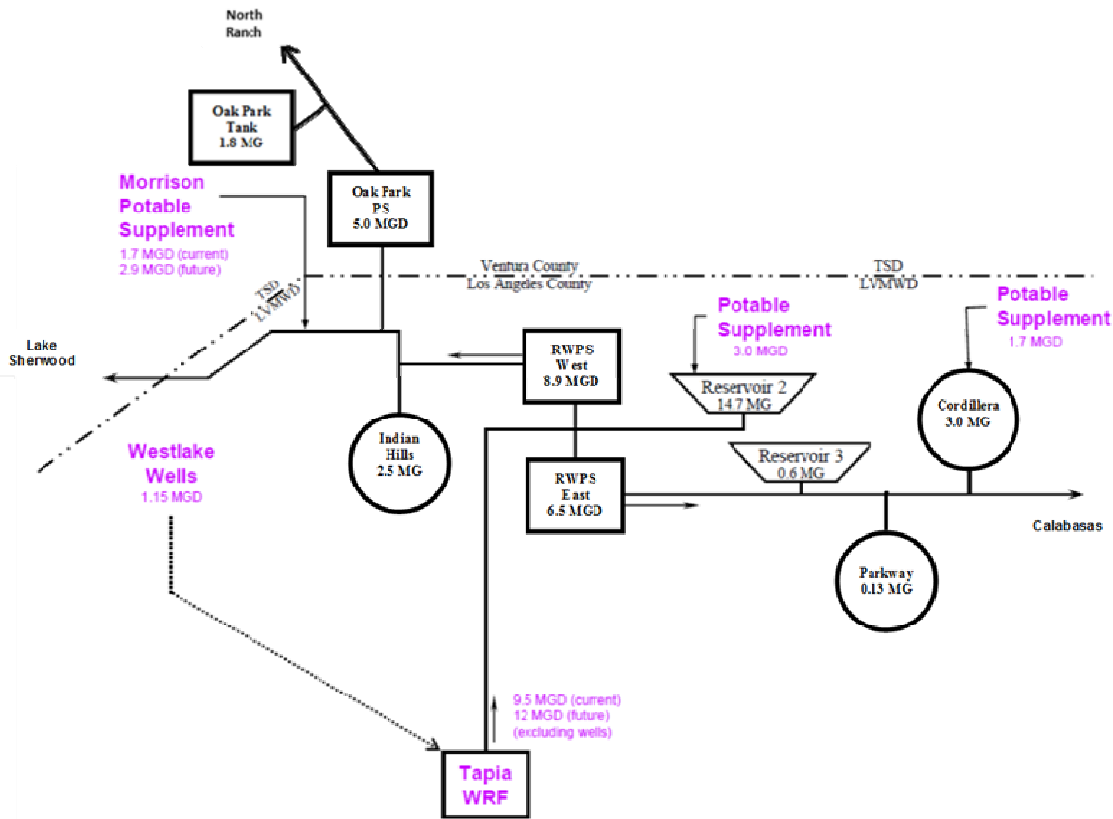 North
Ranch
Oak Park
Tank
1.8 MG
Morrison
Potable
Supplement
1.7 MGD (current)
2.9 MGD (future)
Oak Park
PS
5.0 MGD
Ventura County
Los Angeles County
TSD
LVMWD
TSD
LVMWD
Potable
Supplement
3.0 MGD
Potable
Supplement
1.7 MGD
Lake
Sherwood
RWPS
West
8.9 MGD
Reservoir 2
14.7 MG
Cordillera
3.0 MG
Indian
Hills
2.5 MG
Westlake
Wells
1.15 MGD
Reservoir 3
0.6 MG
RWPS
East
6.5 MGD
Calabasas
Parkway
0.13 MG
9.5 MGD (current)
12 MGD (future)
(excluding wells)
Tapia
WRF